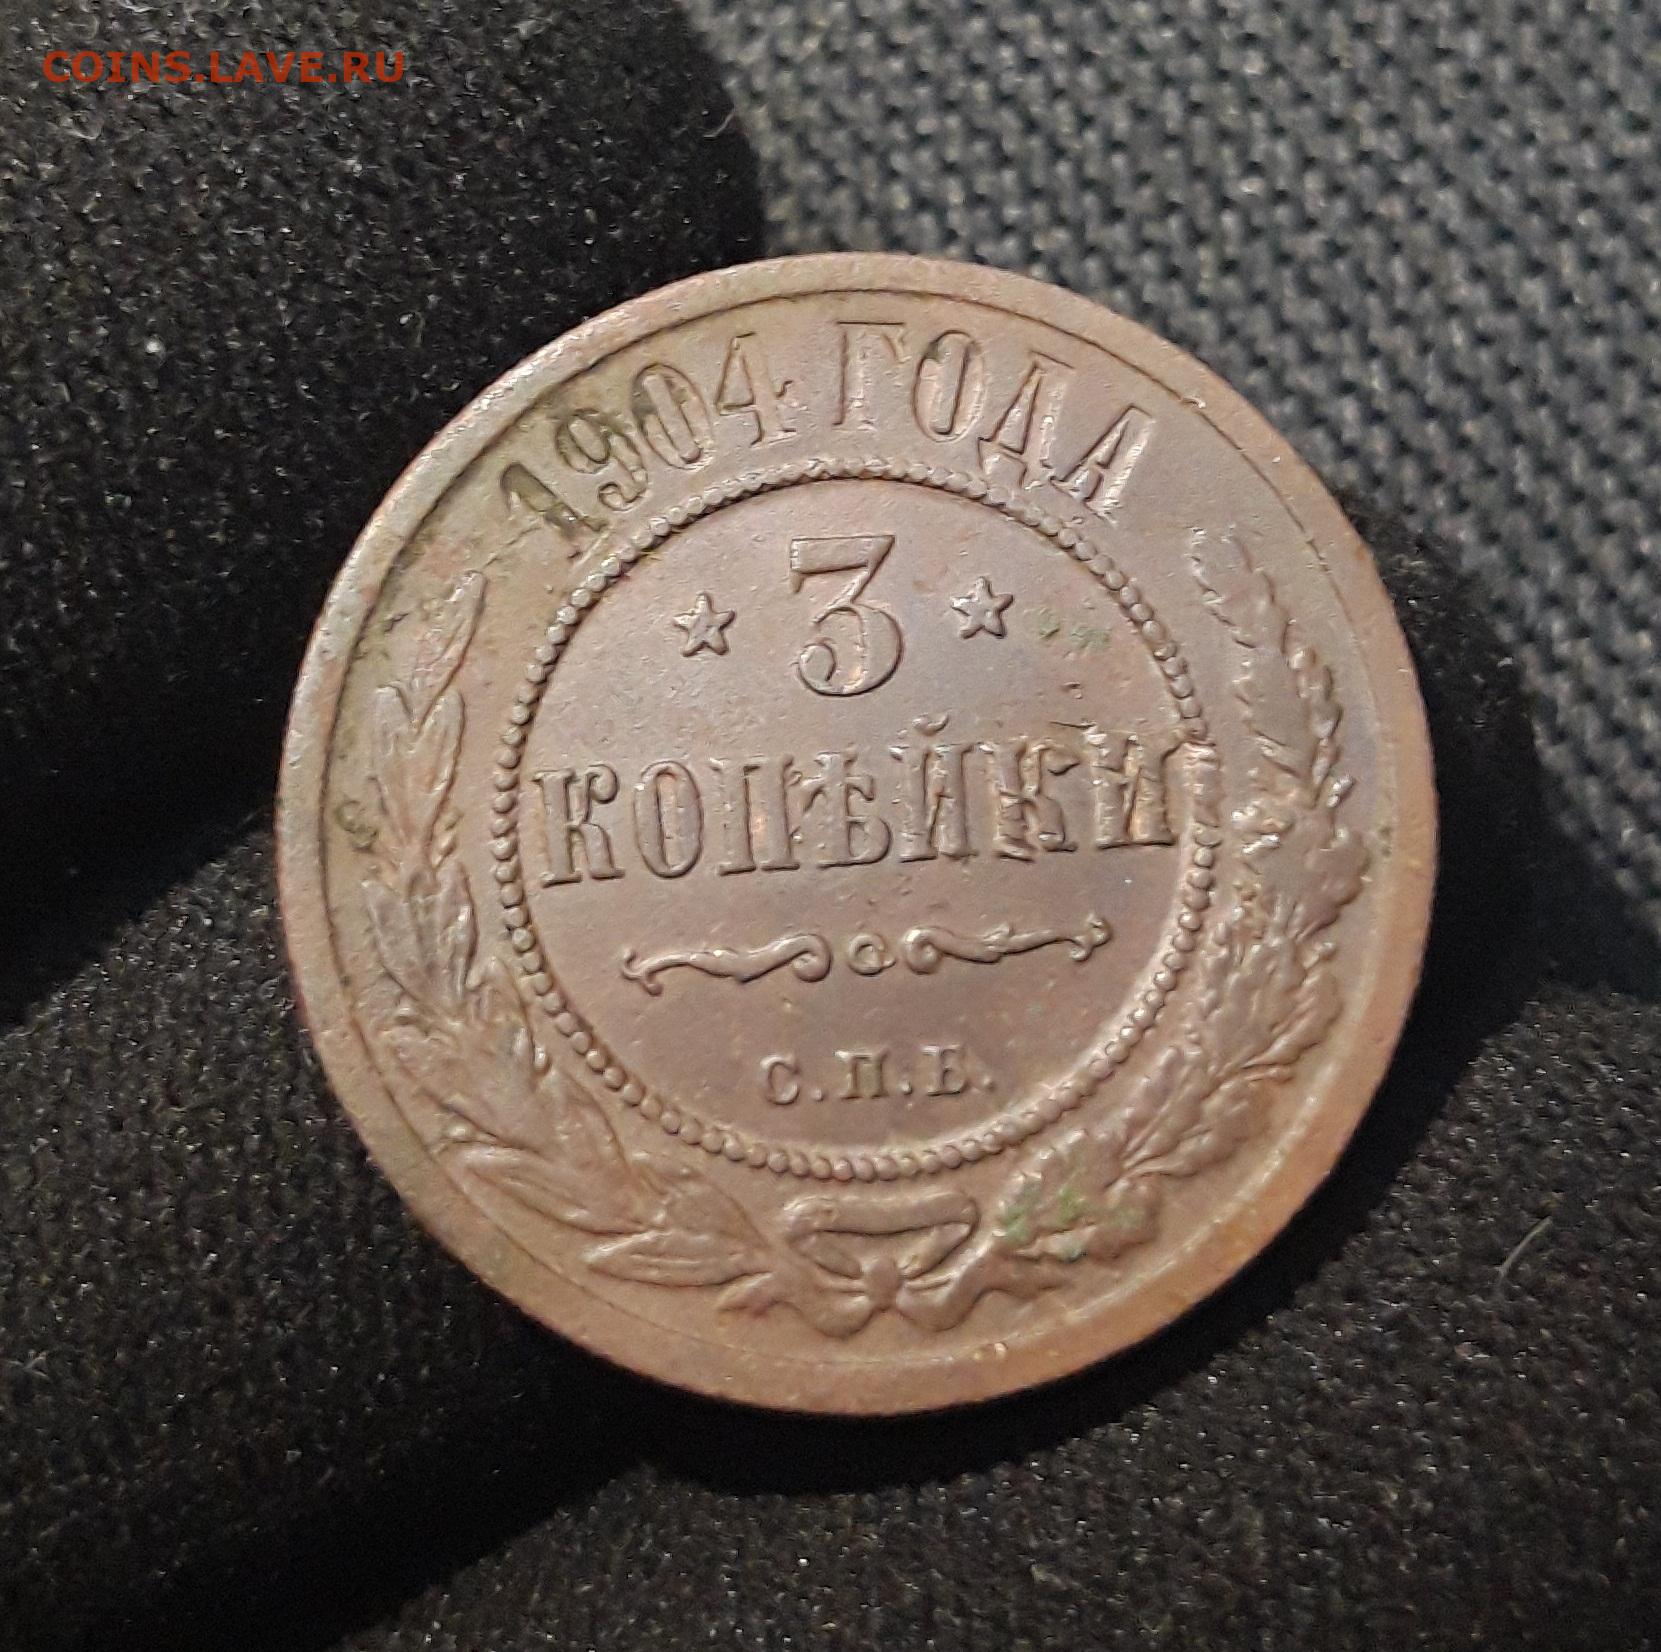 COINS.LAVE.RU
1904 ГОДА
3
КОПѢЙКИ
С.П.Б.